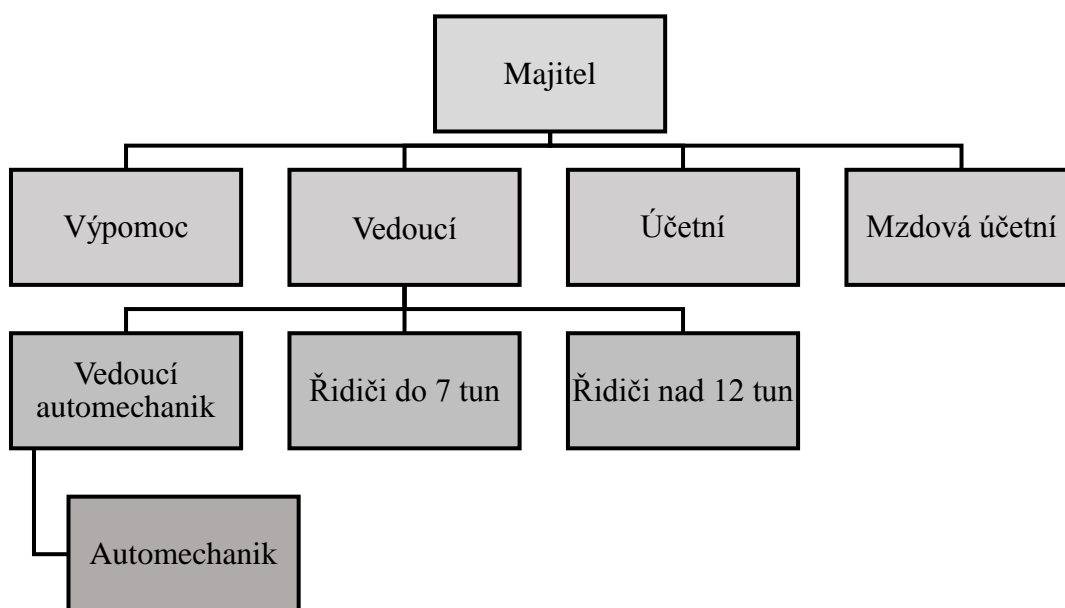 Majitel
Výpomoc
Vedoucí
Účetní
Mzdová účetní
Vedoucí
automechanik
Řidiči do 7 tun
Řidiči nad 12 tun
Automechanik